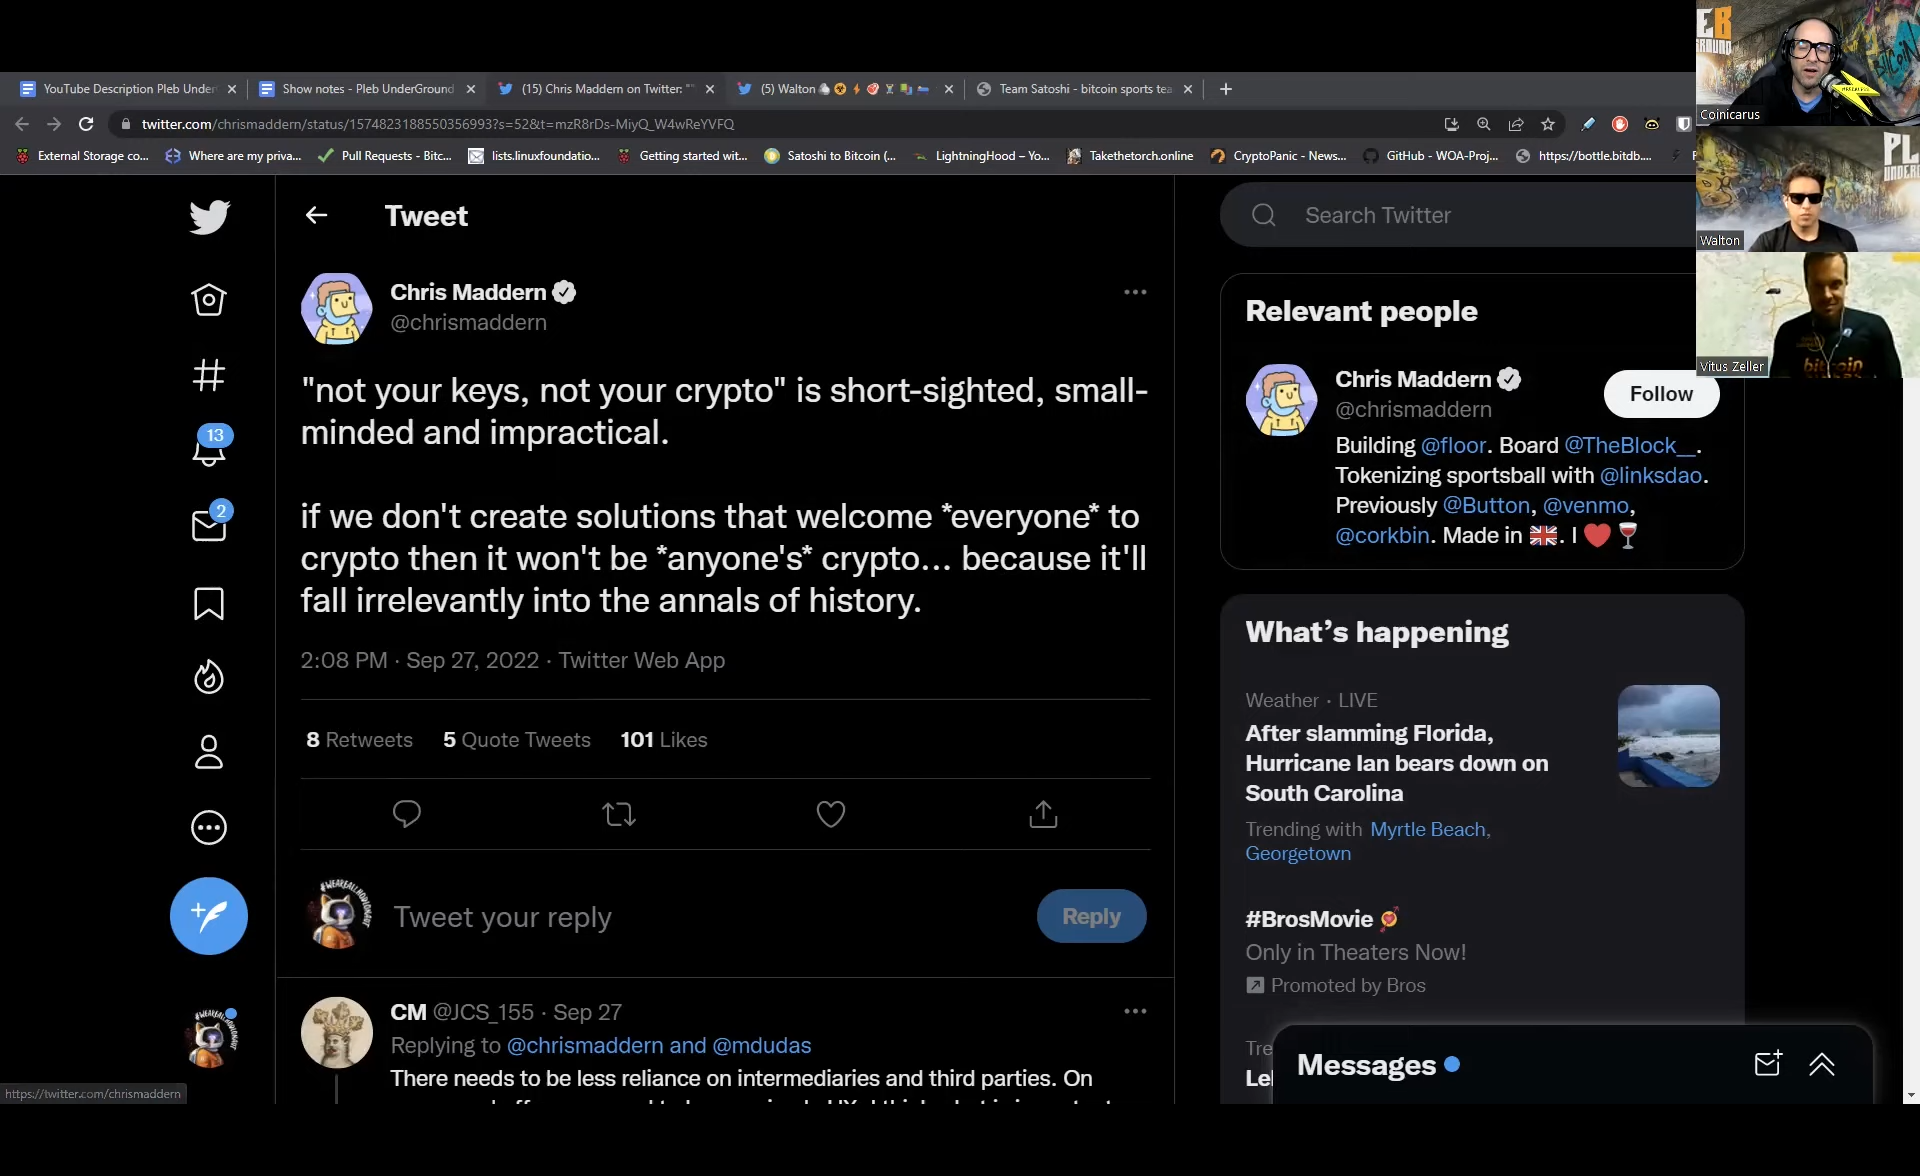 YouTube Description Pleb Under
Show notes - Pleb UnderGround
(15) Chris Maddern on Twitter: "
(5) Walton
Team Satoshi - bitcoin sports tea
twitter.com/chrismaddern/status/1574823188550356993?s=52&t=mzR8rDs-MiyQ_W4wReYVFQ
External Storage co...
Where are my priva...
Pull Requests - Bitc...
lists.linuxfoundatio...
Getting started wit...
Satoshi to Bitcoin (...
LightningHood – Yo...
Takethetorch.online
CryptoPanic - News...
GitHub - WOA-Proj...
https://bottle.bitdb....
Coinicarus
Walton
Vitus Zeller
bitcoin
Tweet
Chris Maddern
@chrismaddern
"not your keys, not your crypto" is short-sighted, small-
minded and impractical.
if we don't create solutions that welcome *everyone* to
crypto then it won't be *anyone's* crypto... because it'll
fall irrelevantly into the annals of history.
2:08 PM · Sep 27, 2022 · Twitter Web App
8 Retweets 5 Quote Tweets 101 Likes
Tweet your reply
Reply
CM @JCS_155 · Sep 27
Replying to @chrismaddern and @mdudas
There needs to be less reliance on intermediaries and third parties. On
13
2
Search Twitter
Relevant people
Chris Maddern
@chrismaddern
Follow
Building @floor. Board @TheBlock__.
Tokenizing sportsball with @linksdao.
Previously @Button, @venmo,
@corkbin. Made in 🇬🇧. I ❤️🍷
What's happening
Weather · LIVE
After slamming Florida,
Hurricane Ian bears down on
South Carolina
Trending with Myrtle Beach,
Georgetown
#BrosMovie
Only in Theaters Now!
Promoted by Bros
Tre
Lel
Messages
https://twitter.com/chrismaddern